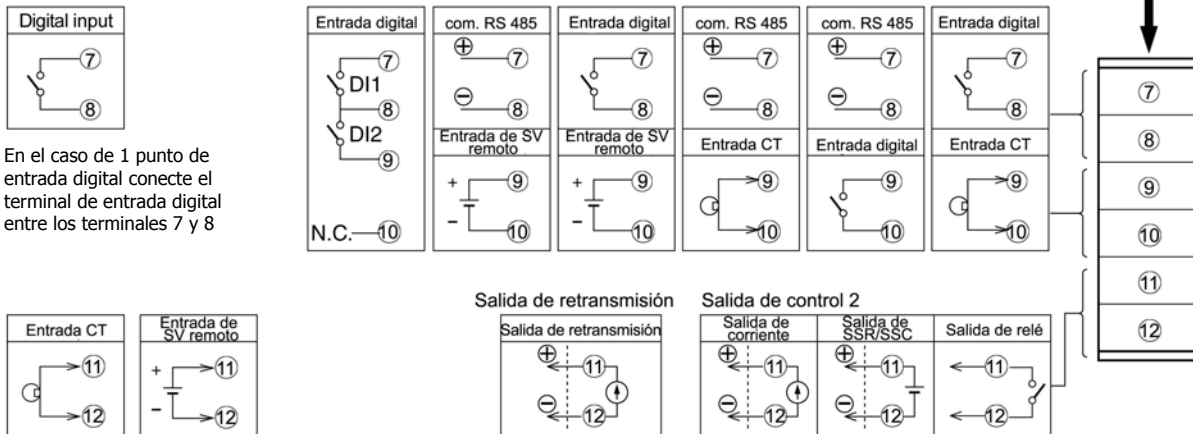 Digital input
7
8
En el caso de 1 punto de
entrada digital conecte el
terminal de entrada digital
entre los terminales 7 y 8
Entrada digital
7
DI1
8
DI2
9
N.C. 10
com. RS 485
+ 7
− 8
Entrada de SV
remoto
+ 9
− 10
Entrada digital
7
8
Entrada de SV
remoto
+ 9
− 10
com. RS 485
+ 7
− 8
Entrada CT
9
10
com. RS 485
+ 7
− 8
Entrada digital
9
10
Entrada digital
7
8
Entrada CT
9
10
7
8
9
10
11
12
Entrada CT
11
12
Entrada de
SV remoto
+ 11
− 12
Salida de retransmisión
Salida de retransmisión
+ 11
− 12
Salida de control 2
Salida de
corriente
+ 11
− 12
Salida de
SSR/SSC
+ 11
− 12
Salida de relé
11
12